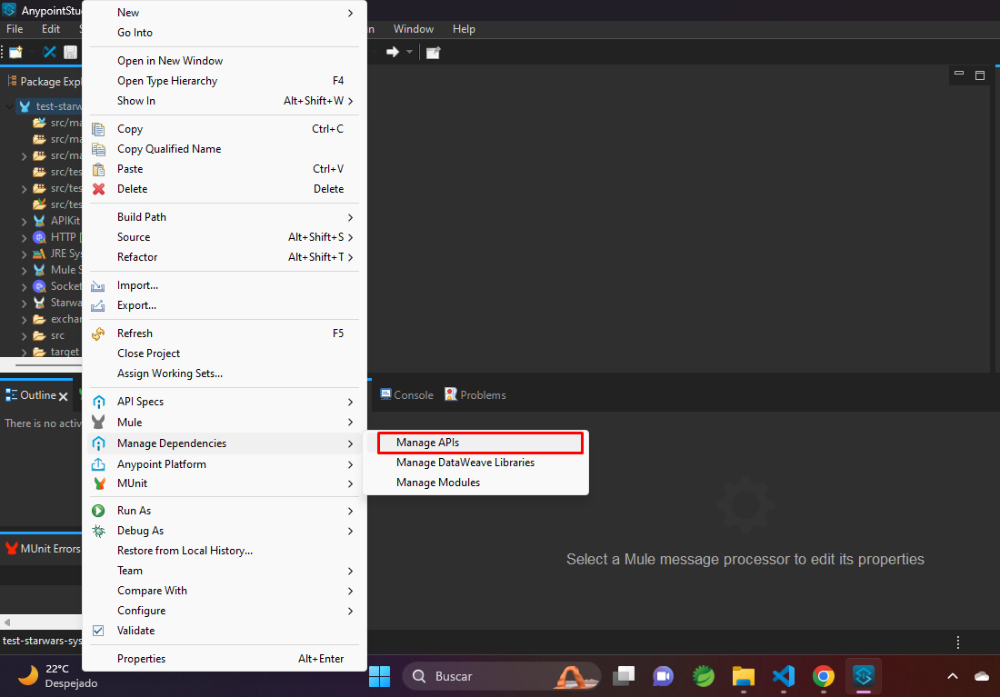 AnypointStu
File Edit S n Window Help
Package Expl
test-starw
src/ma
src/ma
src/ma
src/tes
src/tes
src/tes
APIKit
HTTP [
JRE Sys
Mule S
Socket
Starwa
exchan
src
target
New
Go Into
Open in New Window
Open Type Hierarchy F4
Show In Alt+Shift+W
Copy Ctrl+C
Copy Qualified Name
Paste Ctrl+V
Delete Delete
Build Path
Source Alt+Shift+S
Refactor Alt+Shift+T
Import...
Export...
Refresh F5
Close Project
Assign Working Sets...
API Specs
Mule
Manage Dependencies
Anypoint Platform
MUnit
Run As
Debug As
Restore from Local History...
Team
Compare With
Configure
Validate
Properties Alt+Enter
Manage APIs
Manage DataWeave Libraries
Manage Modules
Outline
There is no activ
Console Problems
Select a Mule message processor to edit its properties
MUnit Errors
test-starwars-sys
22°C
Despejado
Buscar